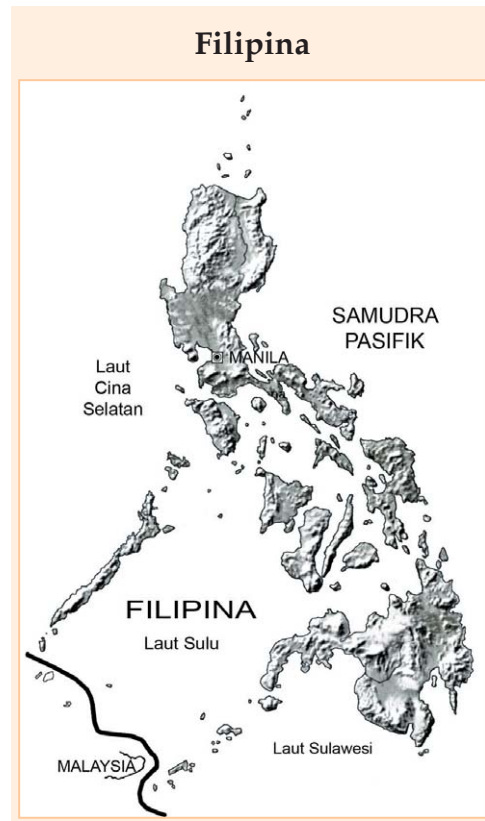 Filipina
SAMUDRA
PASIFIK
MANILA
Laut
Cina
Selatan
FILIPINA
Laut Sulu
Laut Sulawesi
MALAYSIA